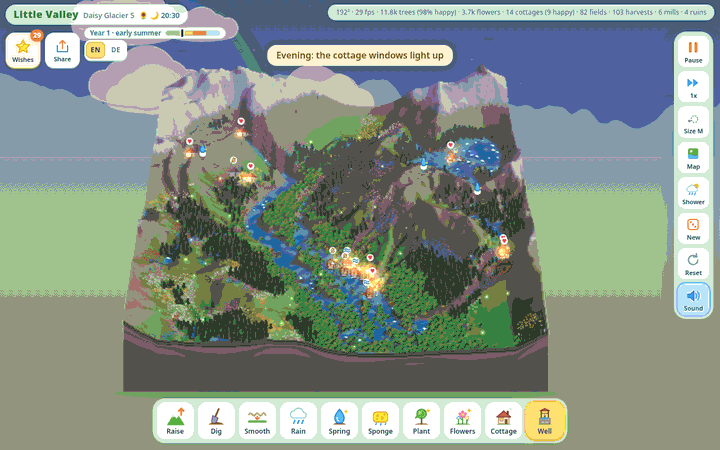 Little Valley
Daisy Glacier 5 20:30
192² · 29 fps · 11.8k trees (98% happy) · 3.7k flowers · 14 cottages (9 happy) · 82 fields · 103 harvests · 6 mills · 4 ruins
Year 1 · early summer
29
Wishes
Share
EN
DE
Evening: the cottage windows light up
Pause
1x
Size M
Map
Shower
New
Reset
Sound
Raise
Dig
Smooth
Rain
Spring
Sponge
Plant
Flowers
Cottage
Well